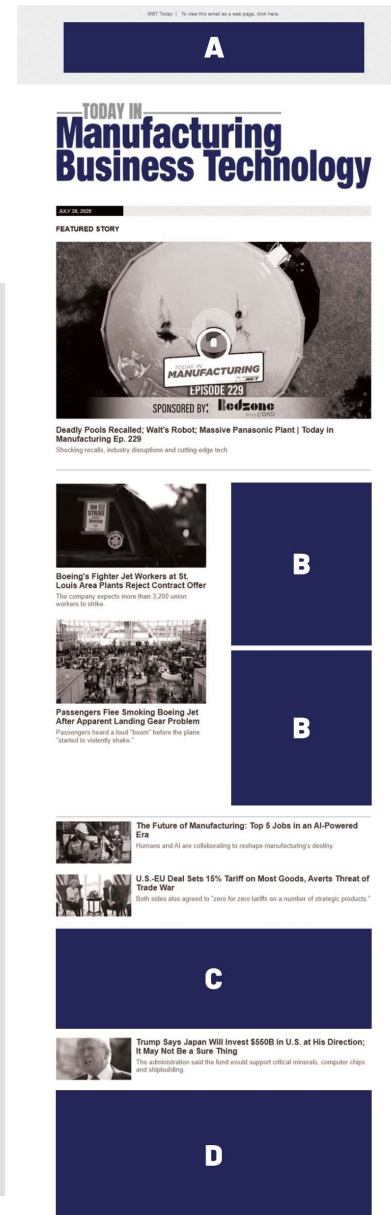 MBT Today | To view this email as a web page, click here.
A
TODAY IN
Manufacturing
Business Technology
JULY 28, 2025
FEATURED STORY
TODAY IN
MANUFACTURING
EPISODE 229
SPONSORED BY: Redzone
Deadly Pools Recalled; Walt's Robot; Massive Panasonic Plant | Today in
Manufacturing Ep. 229
Shocking recalls, industry disruptions and cutting-edge tech.
ON
STRIKE
Boeing
Boeing's Fighter Jet Workers at St.
Louis Area Plants Reject Contract Offer
The company expects more than 3,200 union
workers to strike.
B
Passengers Flee Smoking Boeing Jet
After Apparent Landing Gear Problem
Passengers heard a loud "boom" before the plane
"started to violently shake."
B
The Future of Manufacturing: Top 5 Jobs in an AI-Powered
Era
Humans and AI are collaborating to reshape manufacturing's destiny.
U.S.-EU Deal Sets 15% Tariff on Most Goods, Averts Threat of
Trade War
Both sides also agreed to "zero for zero tariffs on a number of strategic products."
C
Trump Says Japan Will Invest $550B in U.S. at His Direction;
It May Not Be a Sure Thing
The administration said the fund would support critical minerals, computer chips
and shipbuilding.
D